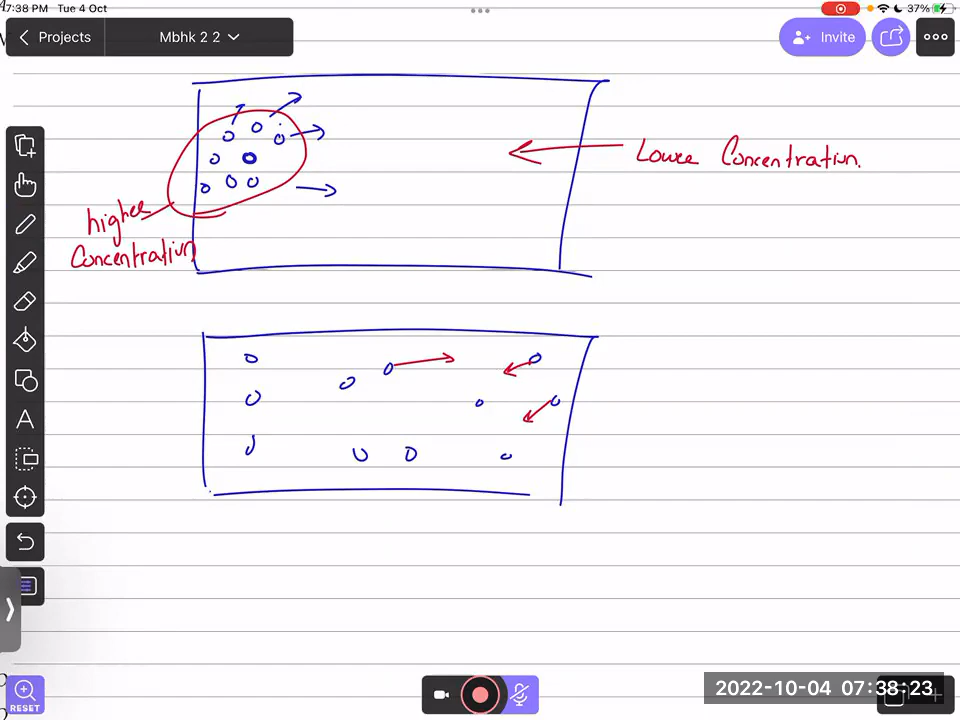 7:38 PM Tue 4 Oct
37%
Projects
Mbhk 2 2
Invite
Lower Concentration.
higher
Concentration
RESET
2022-10-04 07:38:23